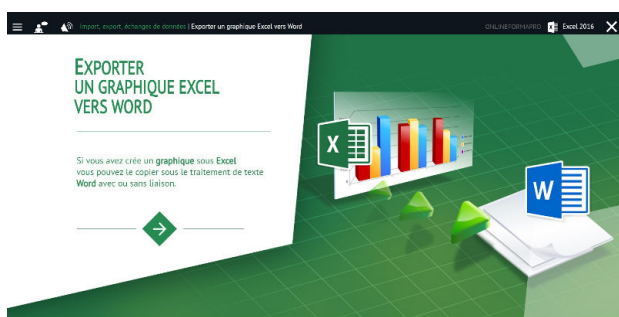 Import, export, échanges de données | Exporter un graphique Excel vers Word
ONLINEFORMAPRO
Excel 2016
EXPORTER
UN GRAPHIQUE EXCEL
VERS WORD
Si vous avez crée un graphique sous Excel
vous pouvez le copier sous le traitement de texte
Word avec ou sans liaison.
X
W